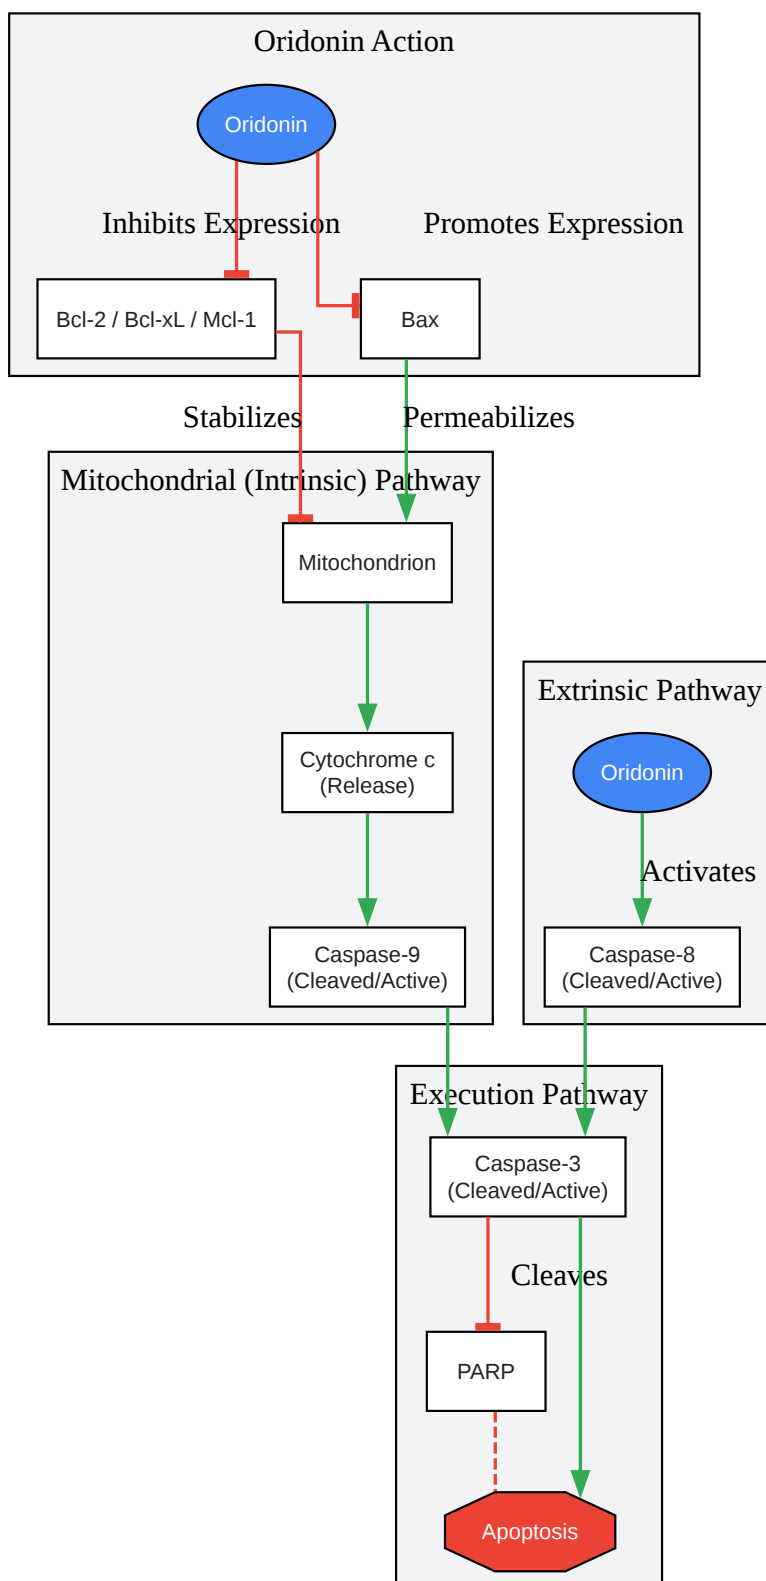 Oridonin Action
Oridonin
Inhibits Expression
Promotes Expression
Bcl-2 / Bcl-xL / Mcl-1
Bax
Stabilizes
Permeabilizes
Mitochondrial (Intrinsic) Pathway
Mitochondrion
Cytochrome c
(Release)
Caspase-9
(Cleaved/Active)
Extrinsic Pathway
Oridonin
Activates
Caspase-8
(Cleaved/Active)
Execution Pathway
Caspase-3
(Cleaved/Active)
Cleaves
PARP
Apoptosis